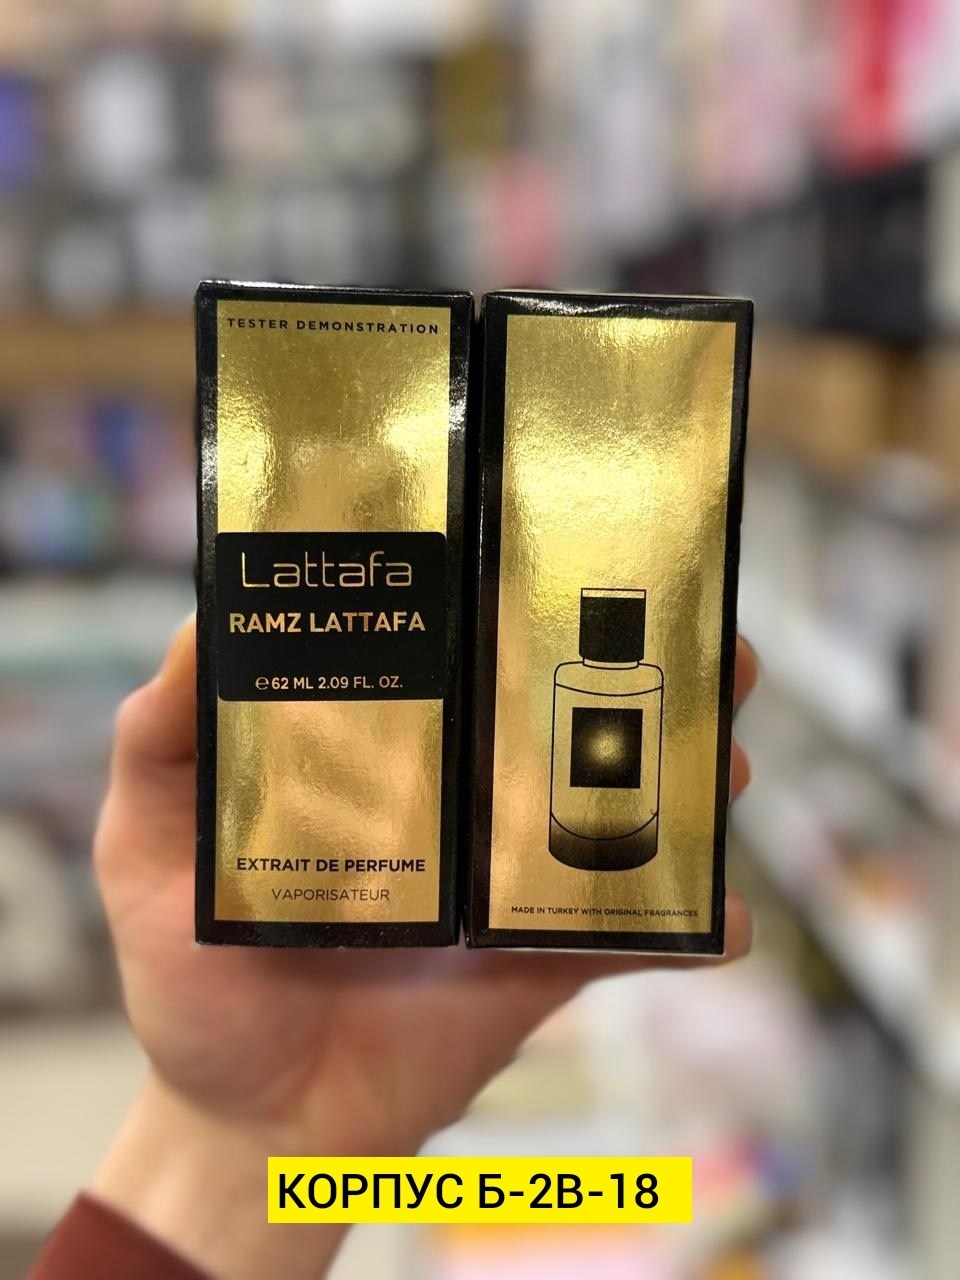 TESTER DEMONSTRATION
Lattafa
RAMZ LATTAFA
℮ 62 ML 2.09 FL. OZ.
EXTRAIT DE PERFUME
VAPORISATEUR
MADE IN TURKEY WITH ORIGINAL FRAGRANCES
КОРПУС Б-2В-18